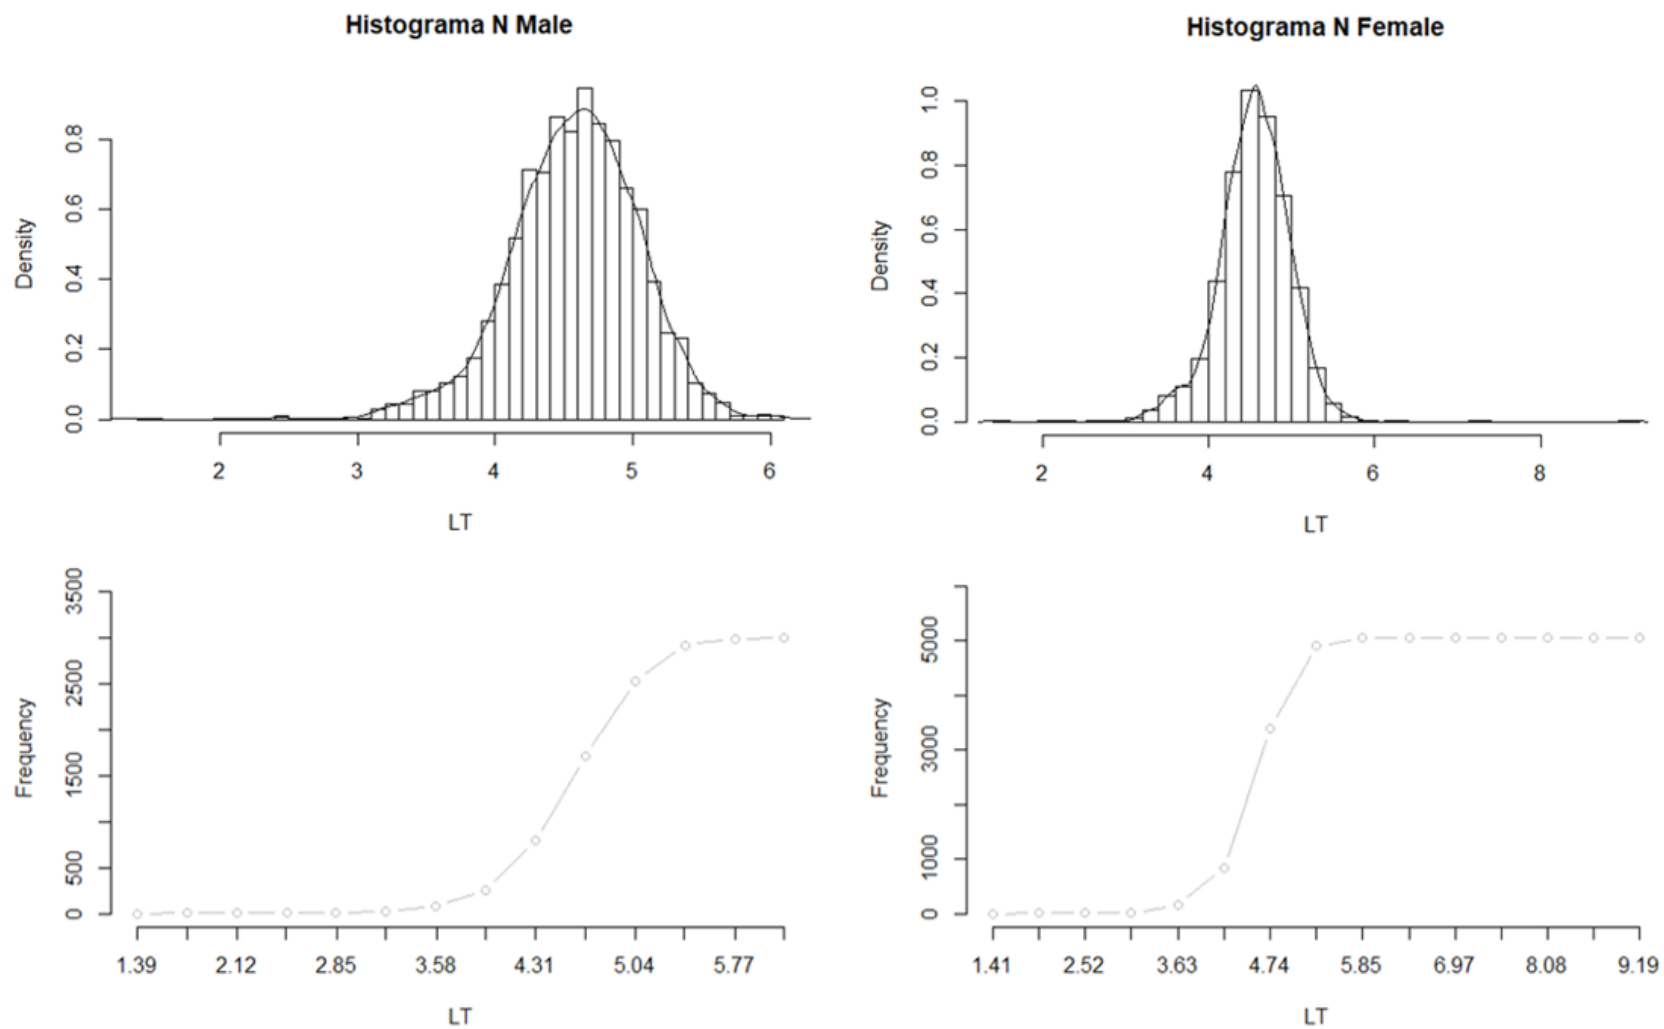 Histograma N Male
Density
0.0 0.2 0.4 0.6 0.8
2 3 4 5 6
LT
Histograma N Female
Density
0.0 0.2 0.4 0.6 0.8 1.0
2 4 6 8
LT
Frequency
0 500 1500 2500 3500
1.39 2.12 2.85 3.58 4.31 5.04 5.77
LT
Frequency
0 1000 3000 5000
1.41 2.52 3.63 4.74 5.85 6.97 8.08 9.19
LT